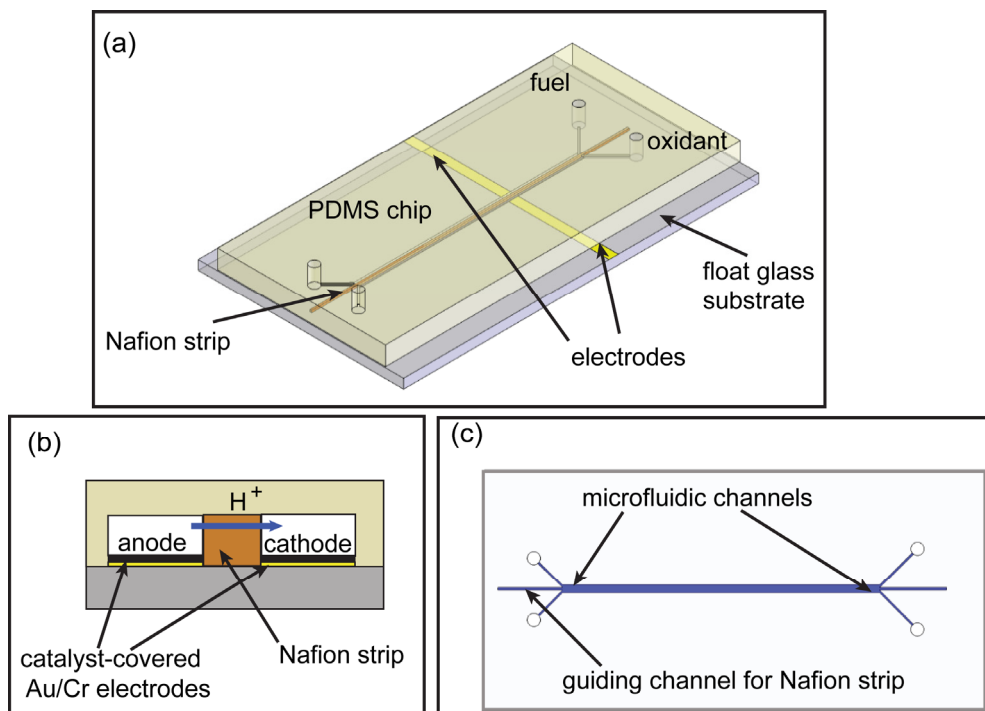 (a)
fuel
oxidant
PDMS chip
float glass
substrate
Nafion strip
electrodes
(b)
H+
anode
cathode
catalyst-covered
Au/Cr electrodes
Nafion strip
(c)
microfluidic channels
guiding channel for Nafion strip